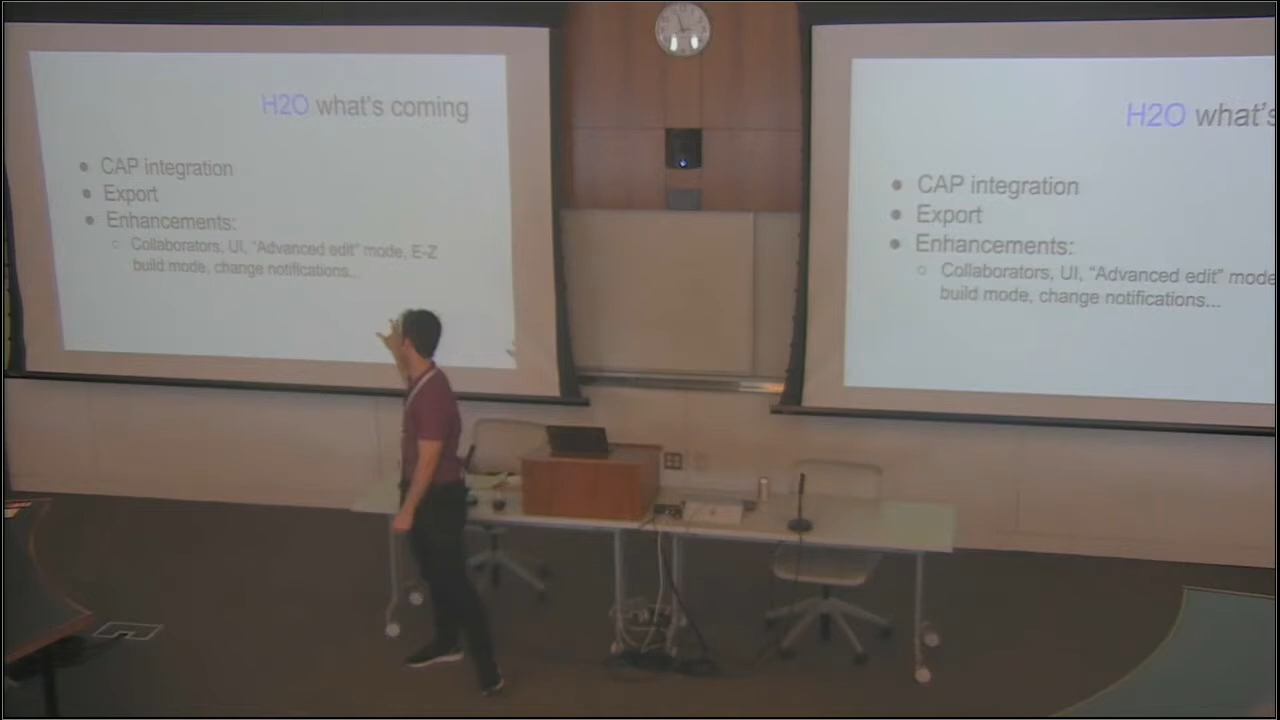 H2O what's coming
● CAP integration
● Export
● Enhancements:
○ Collaborators, UI, “Advanced edit” mode, E-Z
build mode, change notifications...
H2O what's
● CAP integration
● Export
● Enhancements:
○ Collaborators, UI, “Advanced edit” mode
build mode, change notifications...